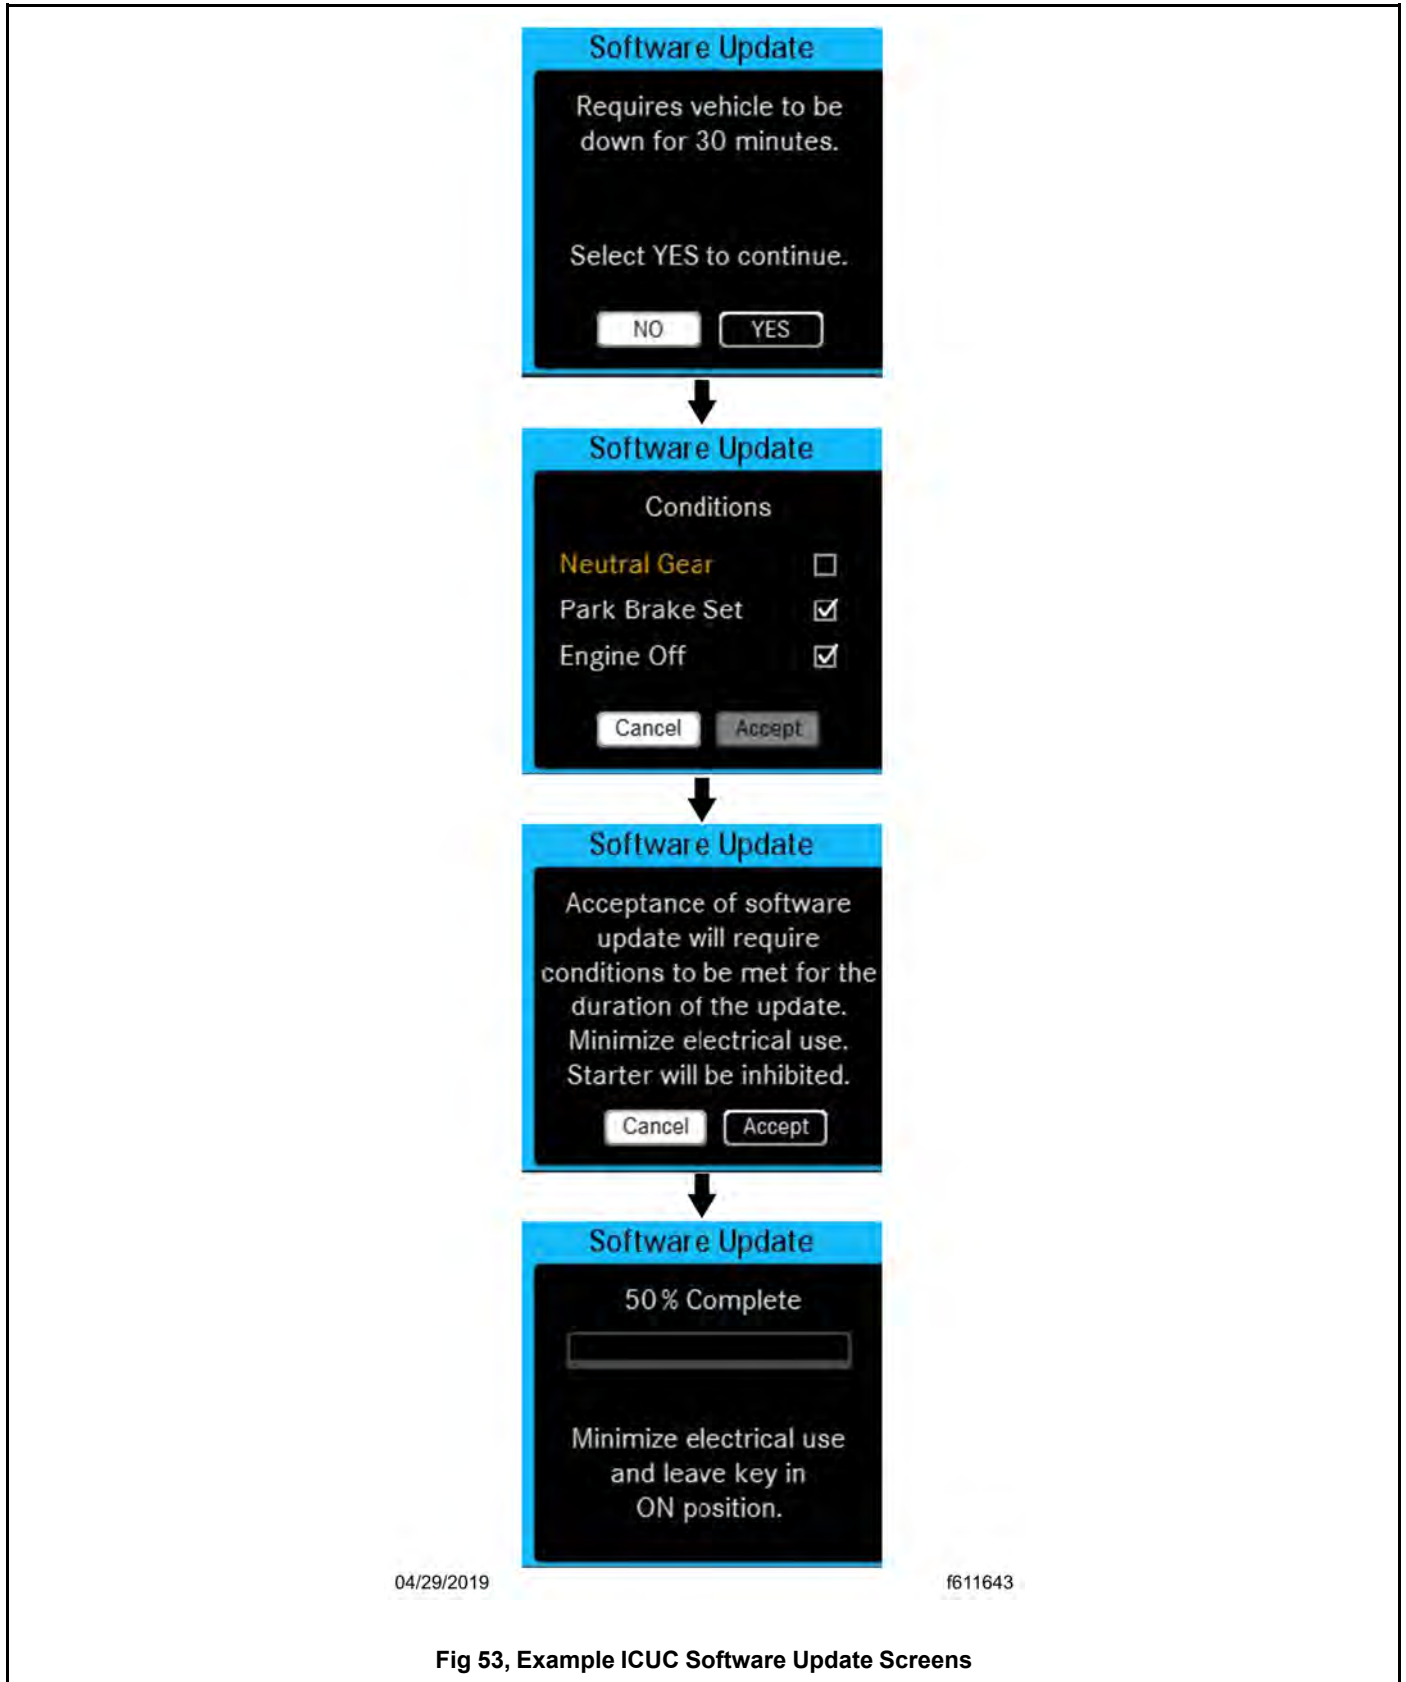 Software Update
Requires vehicle to be
down for 30 minutes.
Select YES to continue.
NO YES
Software Update
Conditions
Neutral Gear
Park Brake Set
Engine Off
Cancel Accept
Software Update
Acceptance of software
update will require
conditions to be met for the
duration of the update.
Minimize electrical use.
Starter will be inhibited.
Cancel Accept
Software Update
50% Complete
Minimize electrical use
and leave key in
ON position.
04/29/2019 f611643
Fig 53, Example ICUC Software Update Screens